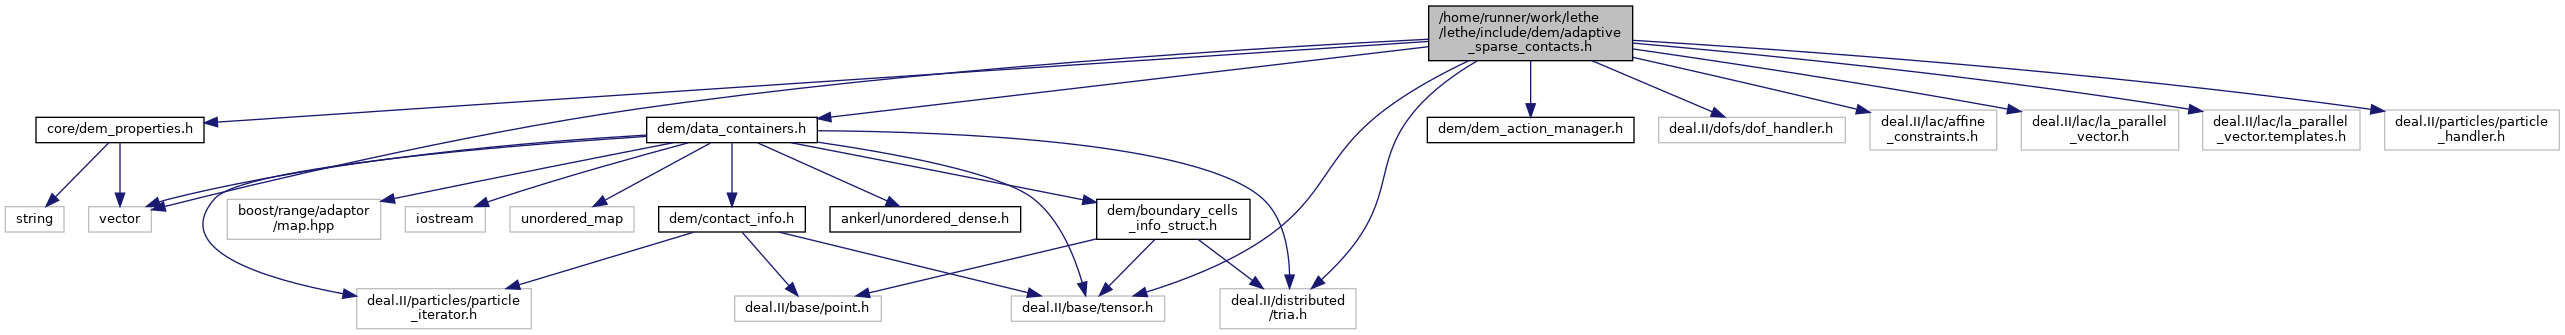 /home/runner/work/lethe
/lethe/include/dem/adaptive
_sparse_contacts.h
core/dem_properties.h
dem/data_containers.h
dem/dem_action_manager.h
deal.II/dofs/dof_handler.h
deal.II/lac/affine
_constraints.h
deal.II/lac/la_parallel
_vector.h
deal.II/lac/la_parallel
_vector.templates.h
deal.II/particles/particle
_handler.h
string
vector
boost/range/adaptor
/map.hpp
iostream
unordered_map
dem/contact_info.h
ankerl/unordered_dense.h
dem/boundary_cells
_info_struct.h
deal.II/particles/particle
_iterator.h
deal.II/base/point.h
deal.II/base/tensor.h
deal.II/distributed
/tria.h